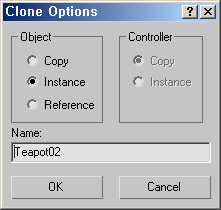 Clone Options
Object
Controller
Copy
Copy
Instance
Instance
Reference
Name:
Teapot02
OK
Cancel